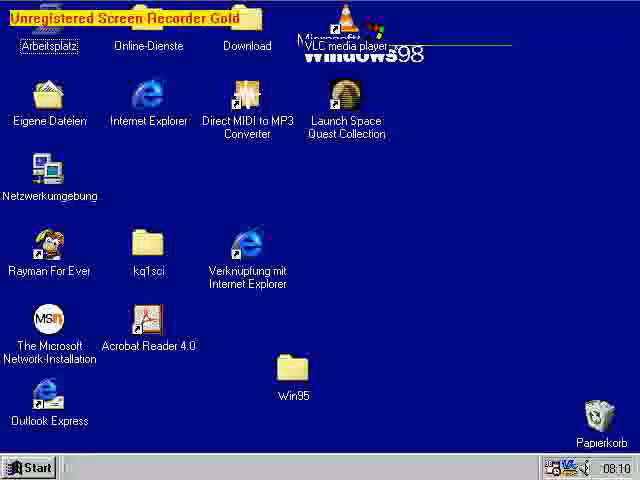 Unregistered Screen Recorder Gold
Arbeitsplatz
Online-Dienste
Download
VLC media player
Microsoft
Windows98
Eigene Dateien
Internet Explorer
Direct MIDI to MP3
Converter
Launch Space
Quest Collection
Netzwerkumgebung
Rayman For Ever
kq1sci
Verknüpfung mit
Internet Explorer
msn
The Microsoft
Network-Installation
Acrobat Reader 4.0
Win95
Outlook Express
Papierkorb
Start
08:10